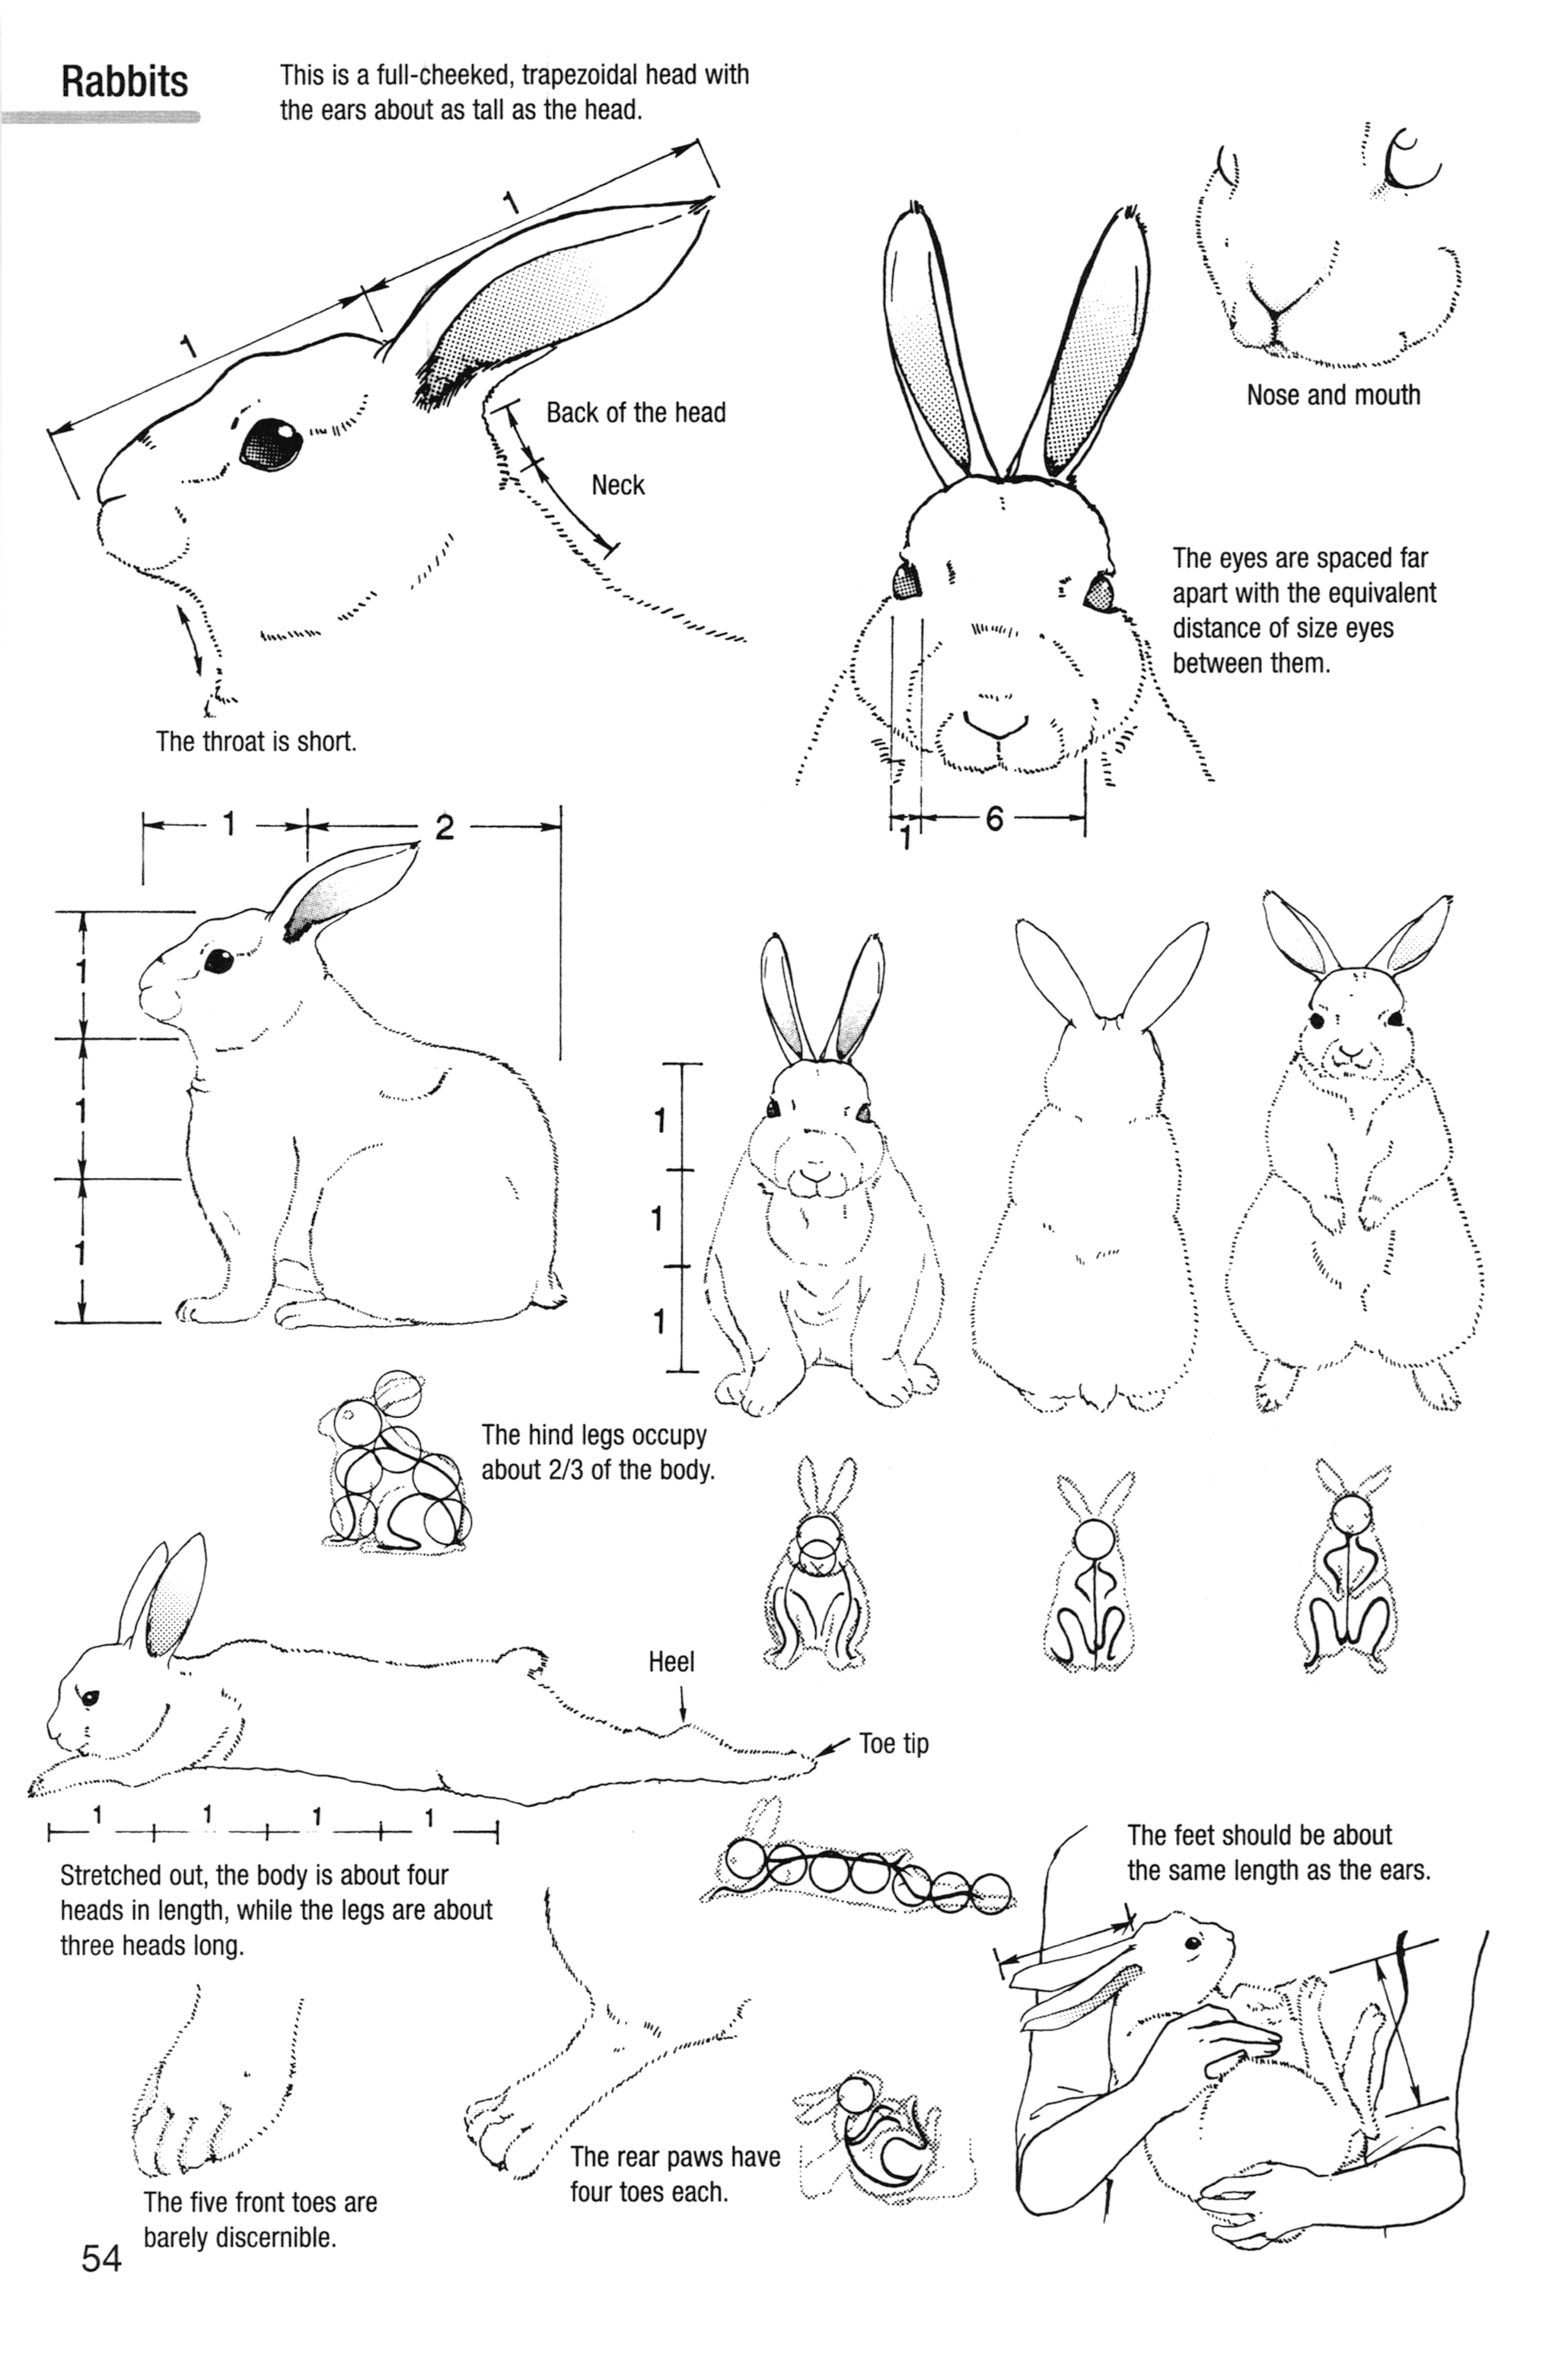 Rabbits
This is a full-cheeked, trapezoidal head with
the ears about as tall as the head.
1
1
Back of the head
Neck
The throat is short.
Nose and mouth
The eyes are spaced far
apart with the equivalent
distance of size eyes
between them.
1
6
1
2
1
1
1
1
1
1
The hind legs occupy
about 2/3 of the body.
Heel
Toe tip
1
1
1
1
Stretched out, the body is about four
heads in length, while the legs are about
three heads long.
The feet should be about
the same length as the ears.
The rear paws have
four toes each.
The five front toes are
barely discernible.
54